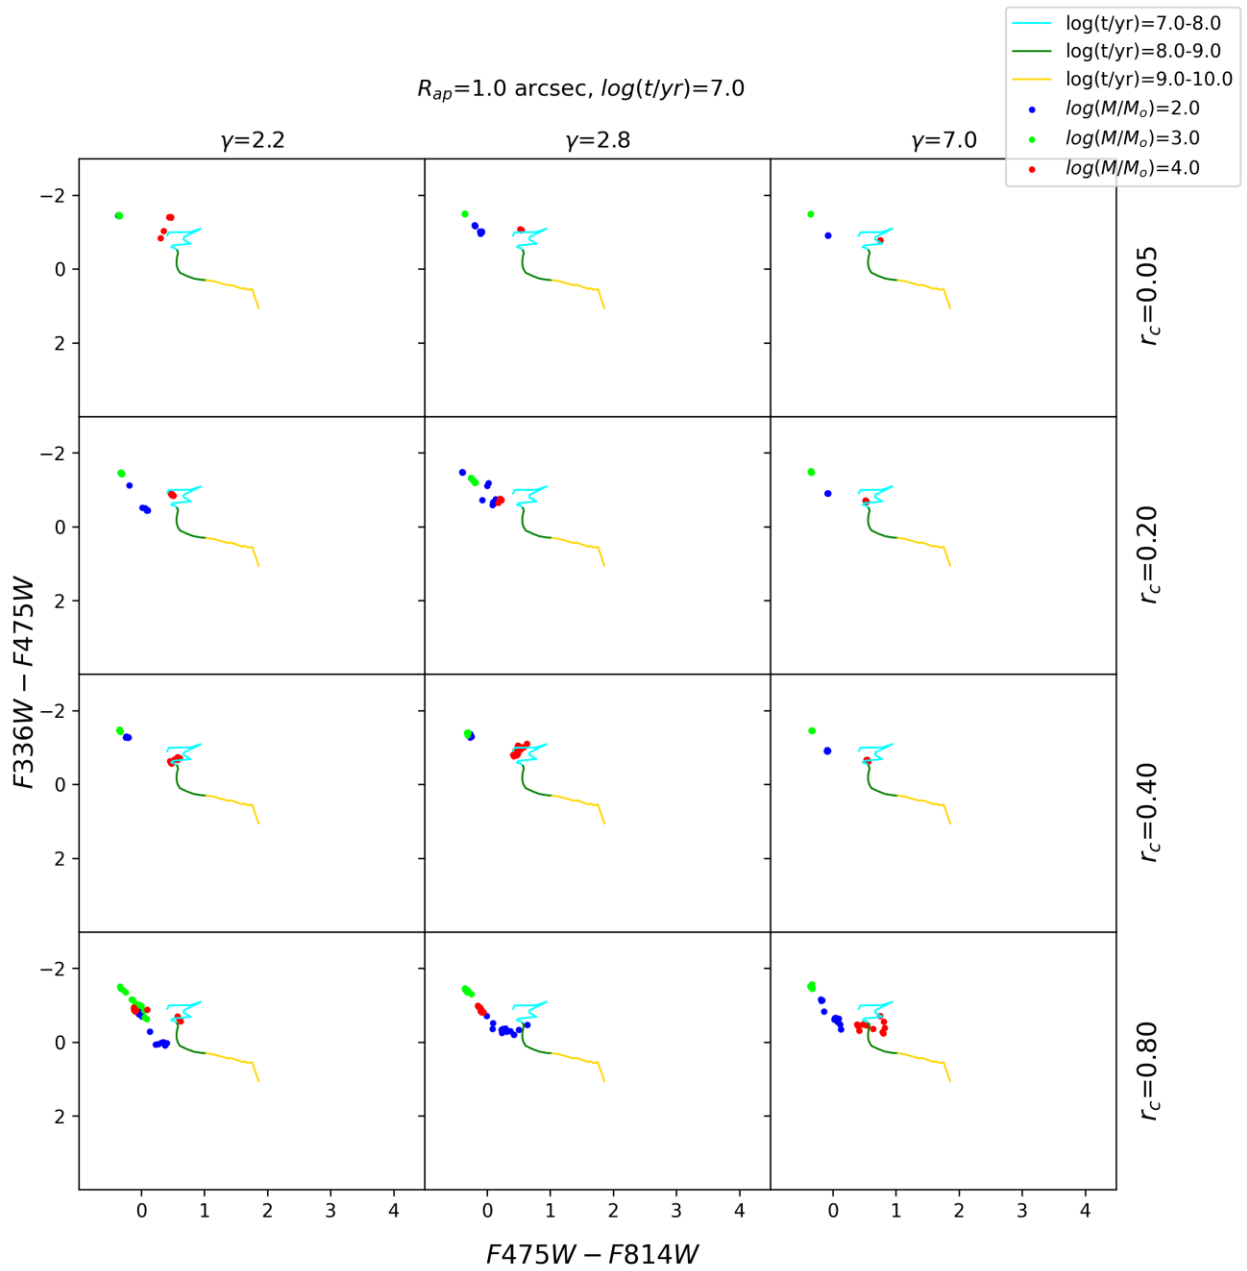 log(t/yr)=7.0-8.0
log(t/yr)=8.0-9.0
log(t/yr)=9.0-10.0
log(M/Mₒ)=2.0
log(M/Mₒ)=3.0
log(M/Mₒ)=4.0
R_ap=1.0 arcsec, log(t/yr)=7.0
γ=2.2 γ=2.8 γ=7.0
−2
0
2
r_c=0.05
−2
0
2
r_c=0.20
−2
0
2
r_c=0.40
−2
0
2
r_c=0.80
F336W − F475W
0 1 2 3 4 0 1 2 3 4 0 1 2 3 4
F475W − F814W